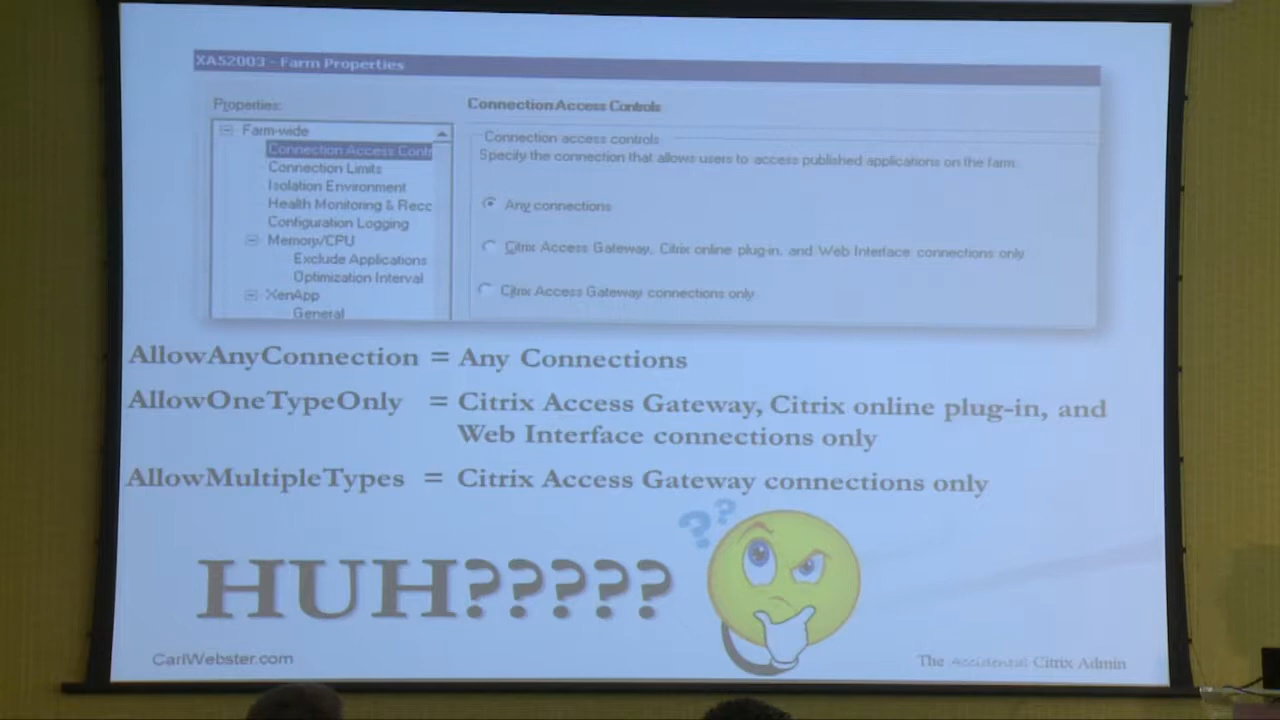 XA52003 - Farm Properties
Properties:
Farm-wide
Connection Access Contr
Connection Limits
Isolation Environment
Health Monitoring & Recc
Configuration Logging
Memory/CPU
Exclude Applications
Optimization Interval
XenApp
General
Connection Access Controls
Connection access controls
Specify the connection that allows users to access published applications on the farm.
Any connections
Citrix Access Gateway, Citrix online plug-in, and Web Interface connections only
Citrix Access Gateway connections only
AllowAnyConnection = Any Connections
AllowOneTypeOnly = Citrix Access Gateway, Citrix online plug-in, and
Web Interface connections only
AllowMultipleTypes = Citrix Access Gateway connections only
??
HUH?????
CarlWebster.com
The Accidental Citrix Admin